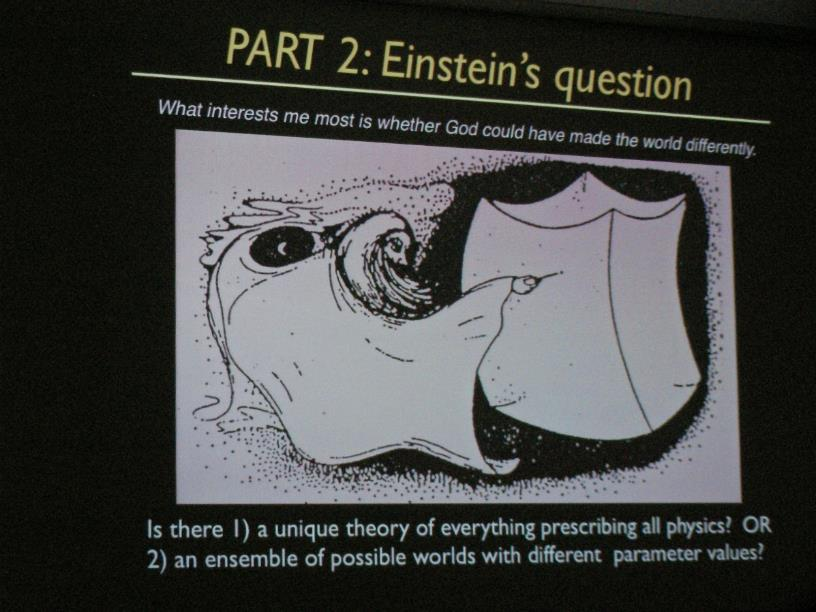 PART 2: Einstein's question
What interests me most is whether God could have made the world differently.
Is there 1) a unique theory of everything prescribing all physics? OR
2) an ensemble of possible worlds with different parameter values?